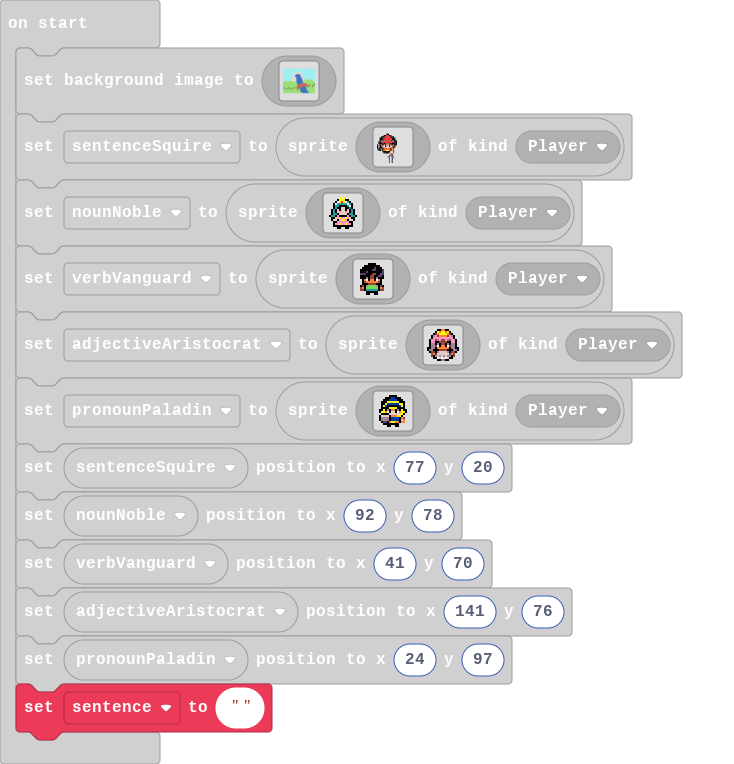 on start
set background image to
set sentenceSquire to sprite of kind Player
set nounNoble to sprite of kind Player
set verbVanguard to sprite of kind Player
set adjectiveAristocrat to sprite of kind Player
set pronounPaladin to sprite of kind Player
set sentenceSquire position to x 77 y 20
set nounNoble position to x 92 y 78
set verbVanguard position to x 41 y 70
set adjectiveAristocrat position to x 141 y 76
set pronounPaladin position to x 24 y 97
set sentence to " "